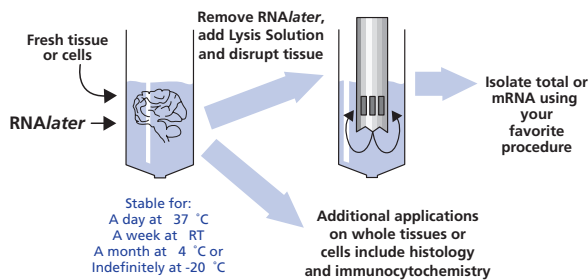 Fresh tissue
or cells
RNAlater
Remove RNAlater,
add Lysis Solution
and disrupt tissue
Isolate total or
mRNA using
your
favorite
procedure
Stable for:
A day at 37 ˚C
A week at RT
A month at 4 ˚C or
Indefinitely at -20 ˚C
Additional applications
on whole tissues or
cells include histology
and immunocytochemistry